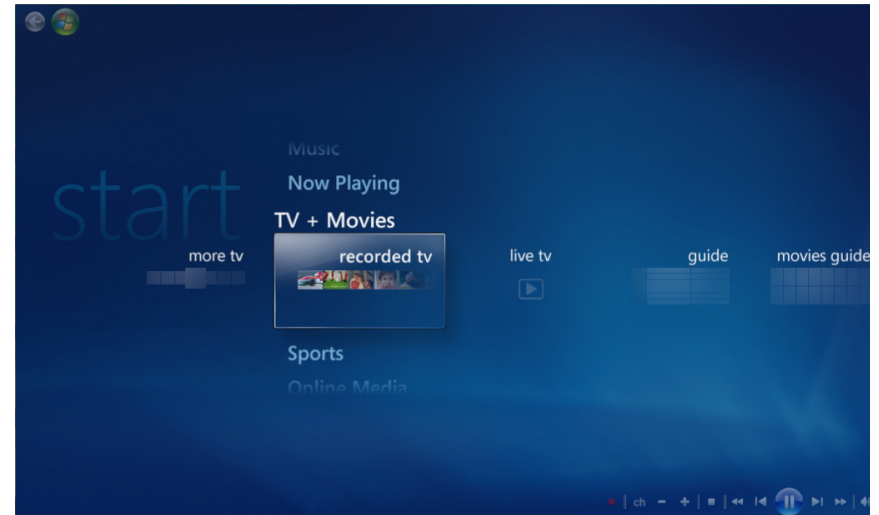 start
Music
Now Playing
TV + Movies
more tv
recorded tv
live tv
guide
movies guide
Sports
Online Media
ch